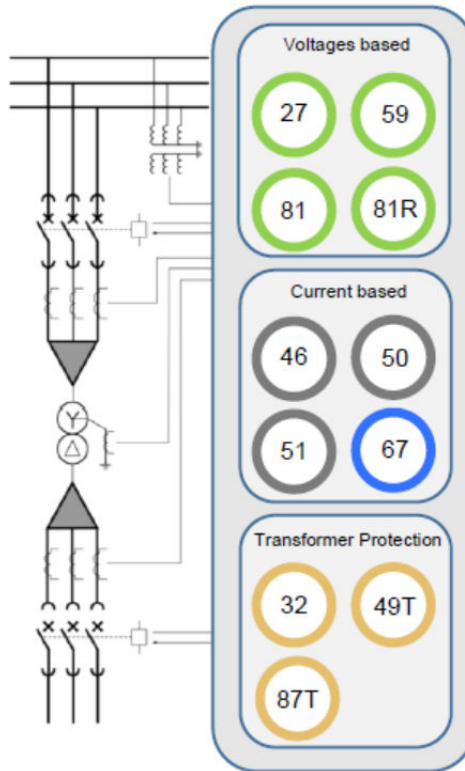 Voltages based
27 59
81 81R
Current based
46 50
51 67
Transformer Protection
32 49T
87T
Y
Δ